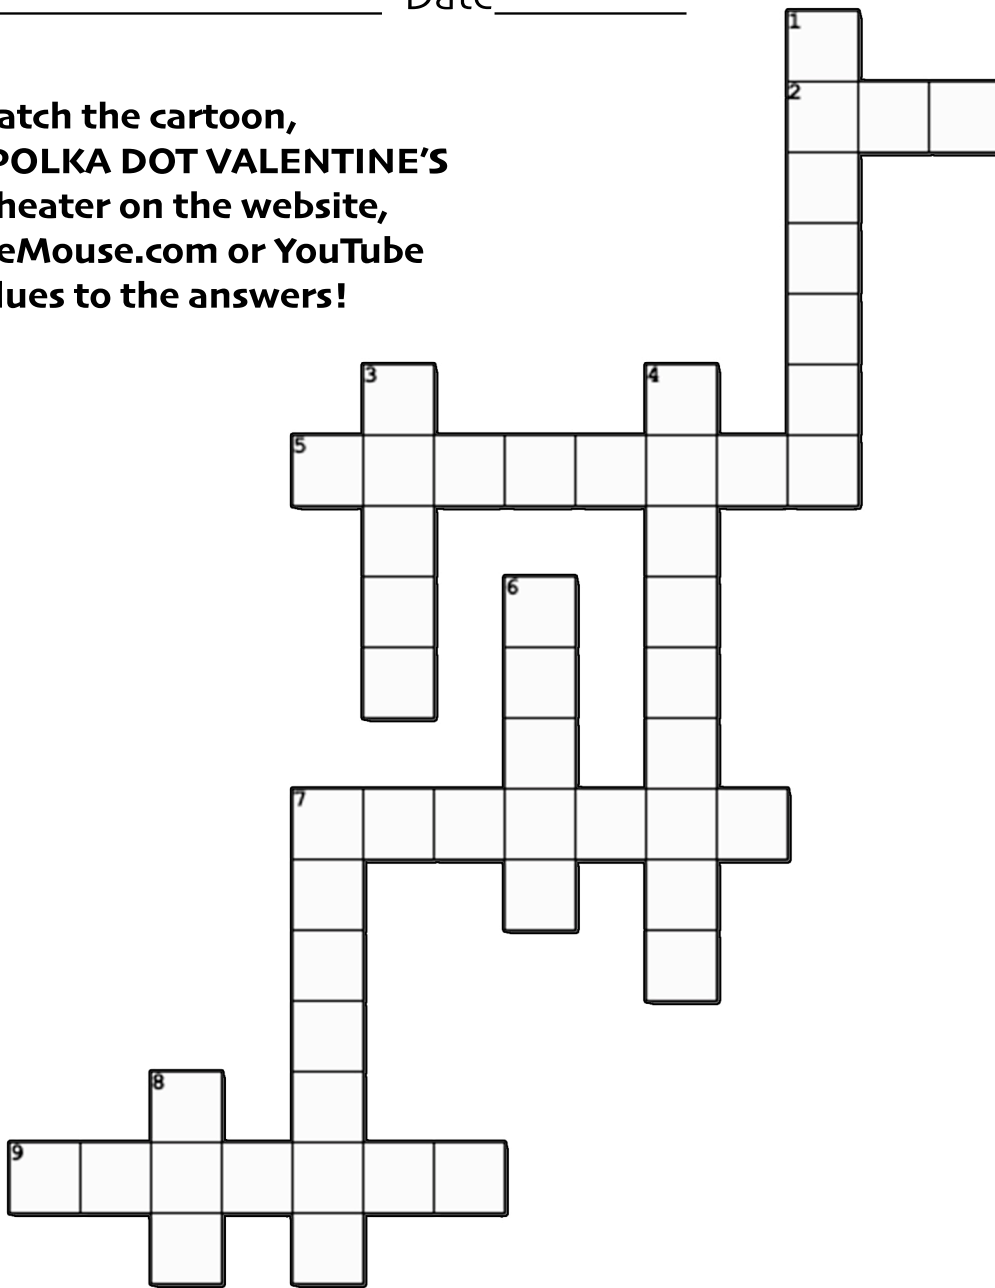 Date
1
2
atch the cartoon,
POLKA DOT VALENTINE’S
heater on the website,
eMouse.com or YouTube
lues to the answers!
3
4
5
6
7
8
9